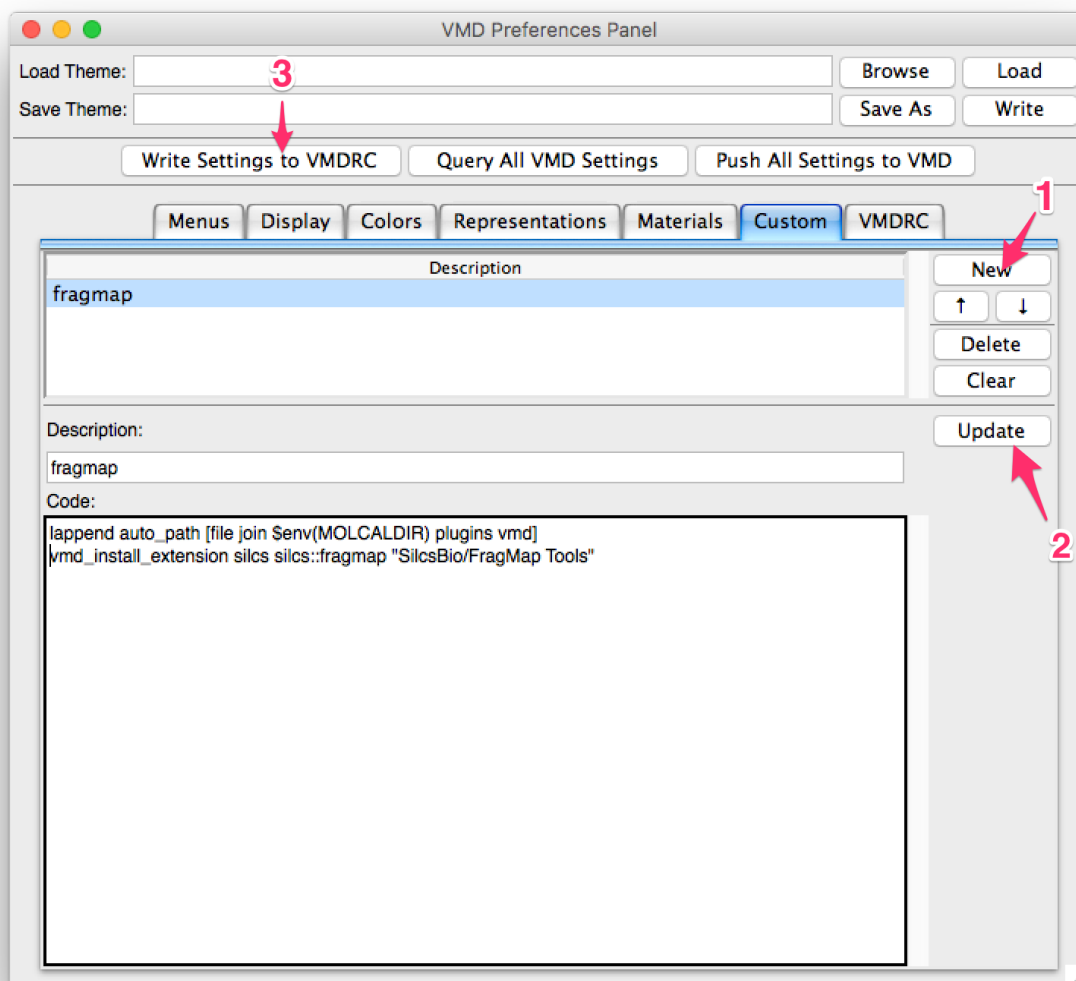 VMD Preferences Panel
Load Theme: Browse Load
3
Save Theme: Save As Write
Write Settings to VMDRC Query All VMD Settings Push All Settings to VMD
1
Menus Display Colors Representations Materials Custom VMDRC
Description New
fragmap
↑ ↓
Delete
Clear
Description: Update
fragmap
Code:
lappend auto_path [file join $env(MOLCALDIR) plugins vmd]
vmd_install_extension silcs silcs::fragmap "SilcsBio/FragMap Tools"
2